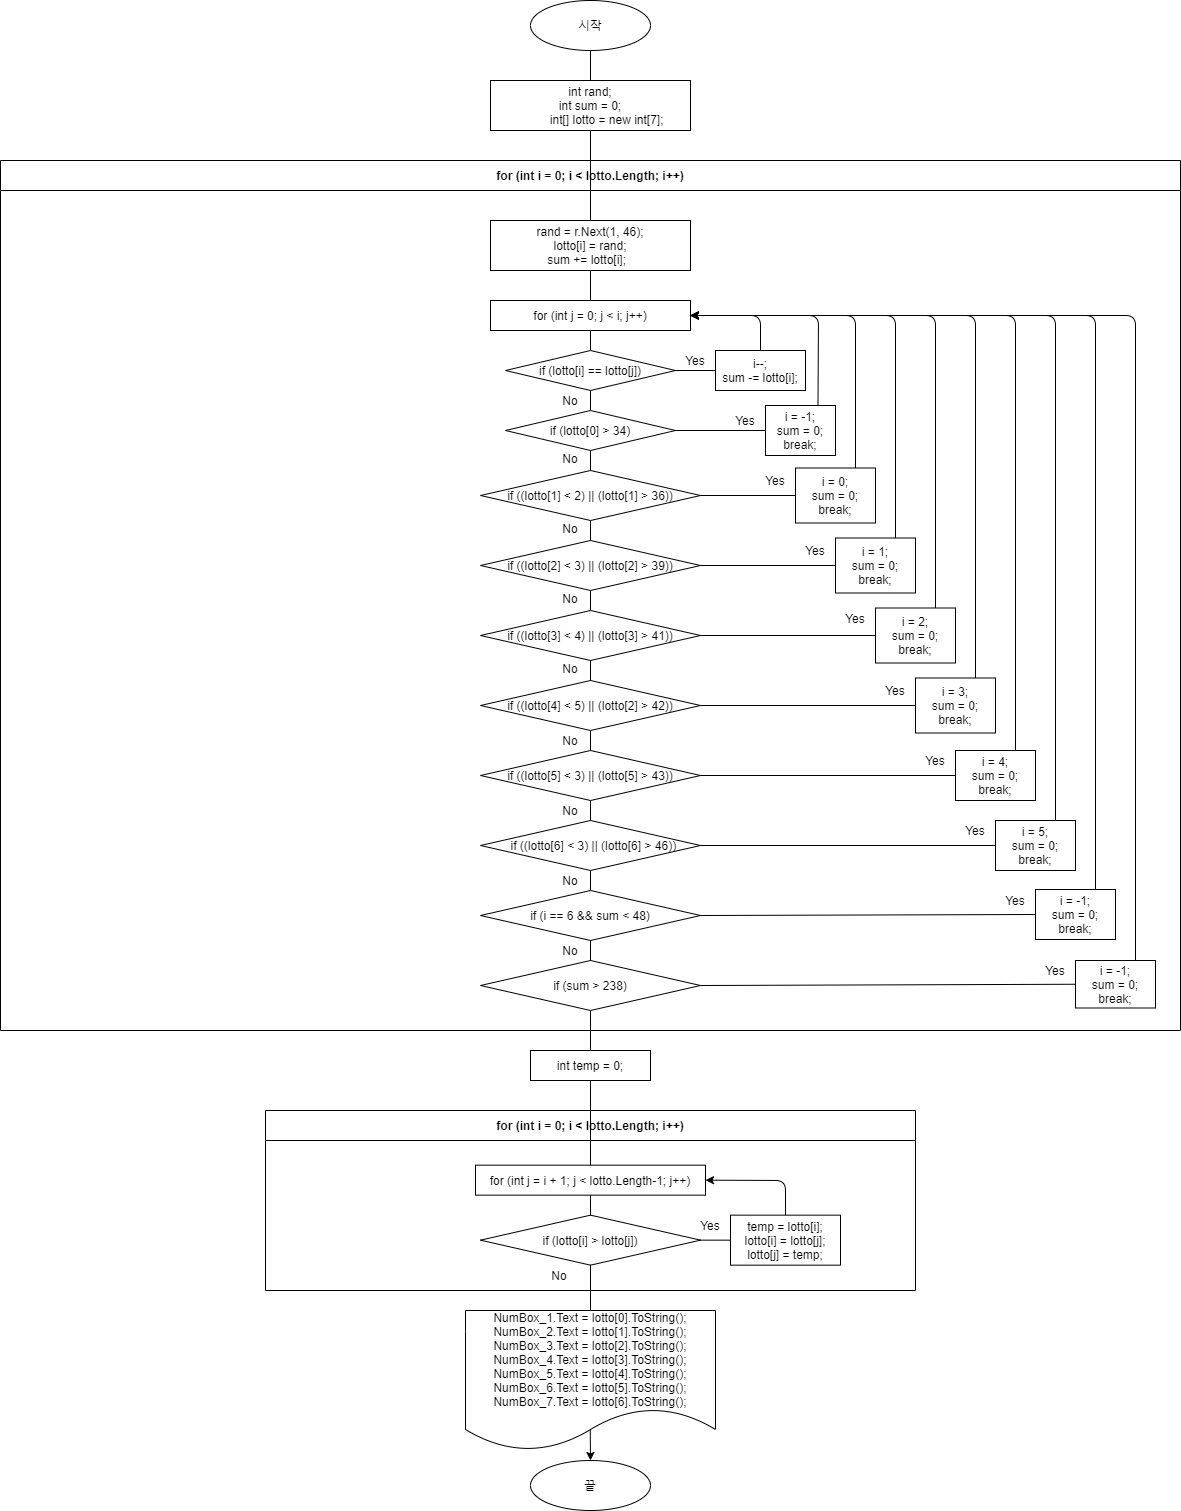 시작
int rand;
int sum = 0;
int[] lotto = new int[7];
for (int i = 0; i < lotto.Length; i++)
rand = r.Next(1, 46);
lotto[i] = rand;
sum += lotto[i];
for (int j = 0; j < i; j++)
if (lotto[i] == lotto[j])
Yes
i--;
sum -= lotto[i];
No
if (lotto[0] > 34)
Yes
i = -1;
sum = 0;
break;
No
if ((lotto[1] < 2) || (lotto[1] > 36))
Yes
i = 0;
sum = 0;
break;
No
if ((lotto[2] < 3) || (lotto[2] > 39))
Yes
i = 1;
sum = 0;
break;
No
if ((lotto[3] < 4) || (lotto[3] > 41))
Yes
i = 2;
sum = 0;
break;
No
if ((lotto[4] < 5) || (lotto[2] > 42))
Yes
i = 3;
sum = 0;
break;
No
if ((lotto[5] < 3) || (lotto[5] > 43))
Yes
i = 4;
sum = 0;
break;
No
if ((lotto[6] < 3) || (lotto[6] > 46))
Yes
i = 5;
sum = 0;
break;
No
if (i == 6 && sum < 48)
Yes
i = -1;
sum = 0;
break;
No
if (sum > 238)
Yes
i = -1;
sum = 0;
break;
int temp = 0;
for (int i = 0; i < lotto.Length; i++)
for (int j = i + 1; j < lotto.Length-1; j++)
if (lotto[i] > lotto[j])
Yes
temp = lotto[i];
lotto[i] = lotto[j];
lotto[j] = temp;
No
NumBox_1.Text = lotto[0].ToString();
NumBox_2.Text = lotto[1].ToString();
NumBox_3.Text = lotto[2].ToString();
NumBox_4.Text = lotto[3].ToString();
NumBox_5.Text = lotto[4].ToString();
NumBox_6.Text = lotto[5].ToString();
NumBox_7.Text = lotto[6].ToString();
끝